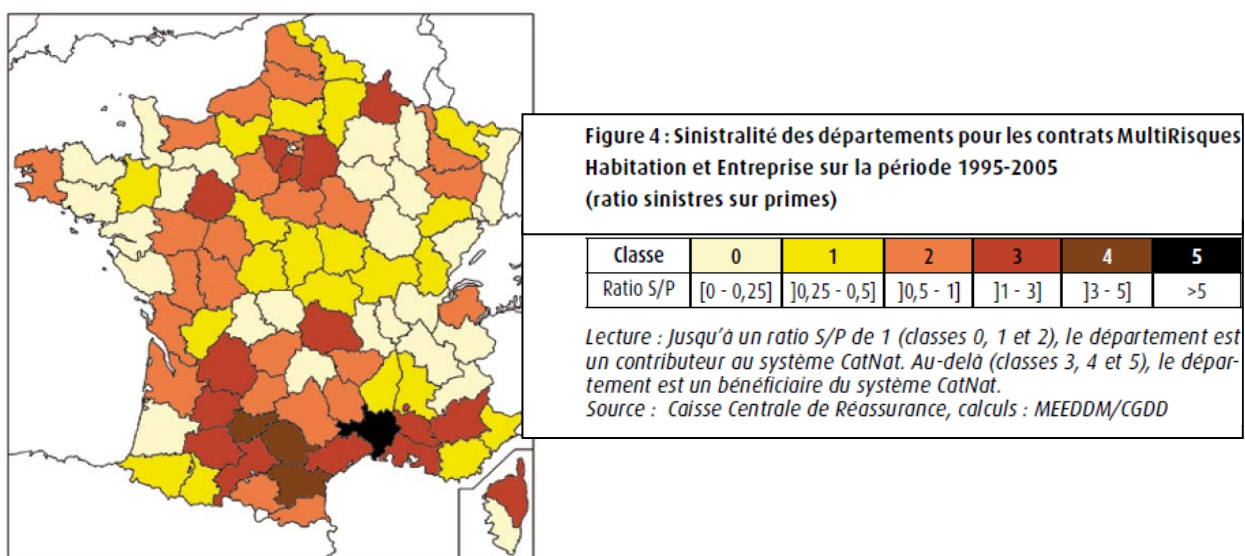 Figure 4 : Sinistralité des départements pour les contrats MultiRisques
Habitation et Entreprise sur la période 1995-2005
(ratio sinistres sur primes)
Classe 0 1 2 3 4 5
Ratio S/P [0 - 0,25] ]0,25 - 0,5] ]0,5 - 1] ]1 - 3] ]3 - 5] >5
Lecture : Jusqu'à un ratio S/P de 1 (classes 0, 1 et 2), le département est
un contributeur au système CatNat. Au-delà (classes 3, 4 et 5), le dépar-
tement est un bénéficiaire du système CatNat.
Source : Caisse Centrale de Réassurance, calculs : MEEDDM/CGDD